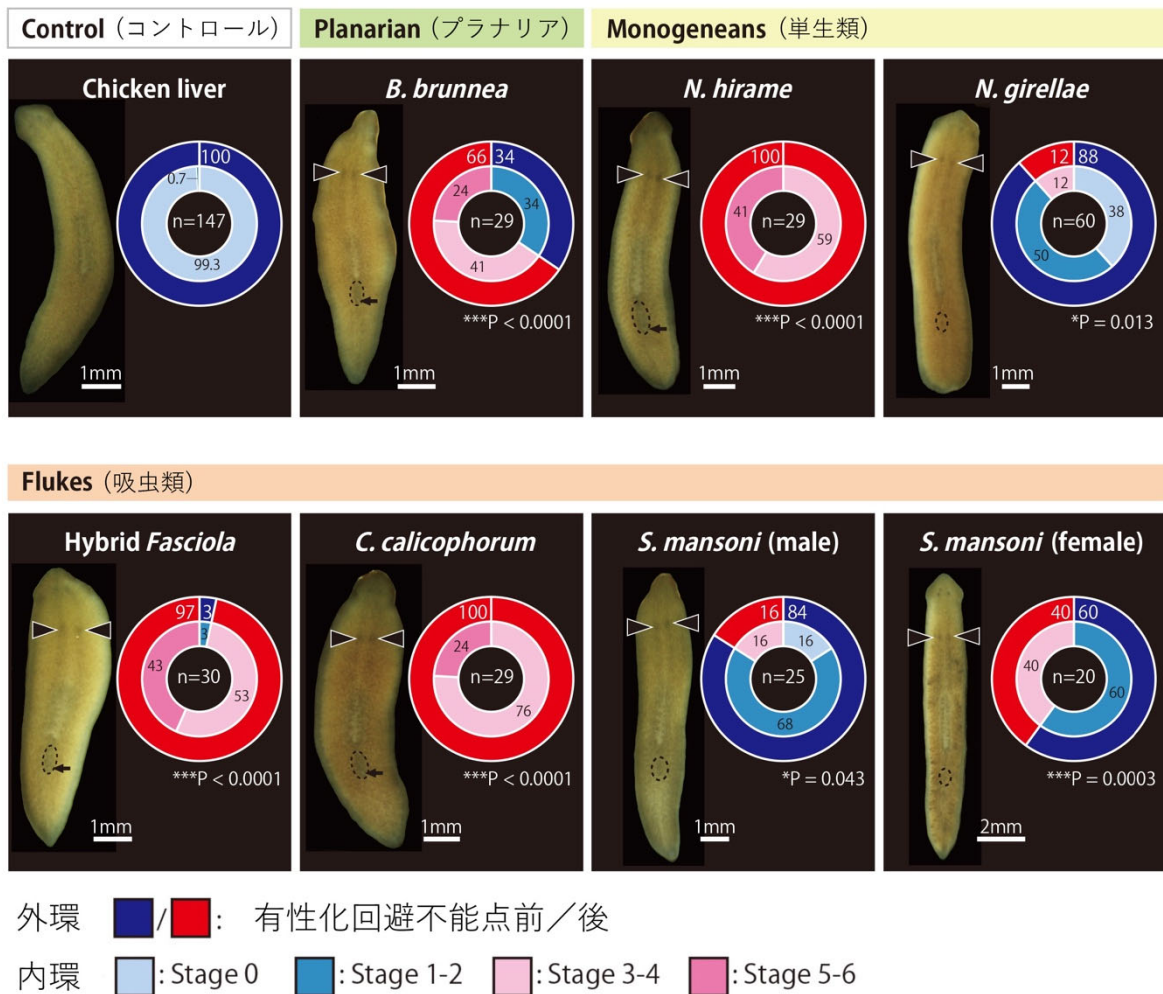 Control (コントロール)
Planarian (プラナリア)
Monogeneans (単生類)
Chicken liver
100
0.7
n=147
99.3
1mm
B. brunnea
66 34
24
34
n=29
41
***P < 0.0001
1mm
N. hirame
100
41
n=29
59
***P < 0.0001
1mm
N. girellae
12 88
12
38
n=60
50
*P = 0.013
1mm
Flukes (吸虫類)
Hybrid Fasciola
97 3
3
43
n=30
53
***P < 0.0001
1mm
C. calicophorum
100
24
n=29
76
***P < 0.0001
1mm
S. mansoni (male)
16 84
16 16
n=25
68
*P = 0.043
1mm
S. mansoni (female)
40 60
40
n=20
60
***P = 0.0003
2mm
外環 / : 有性化回避不能点前／後
内環 : Stage 0 : Stage 1-2 : Stage 3-4 : Stage 5-6